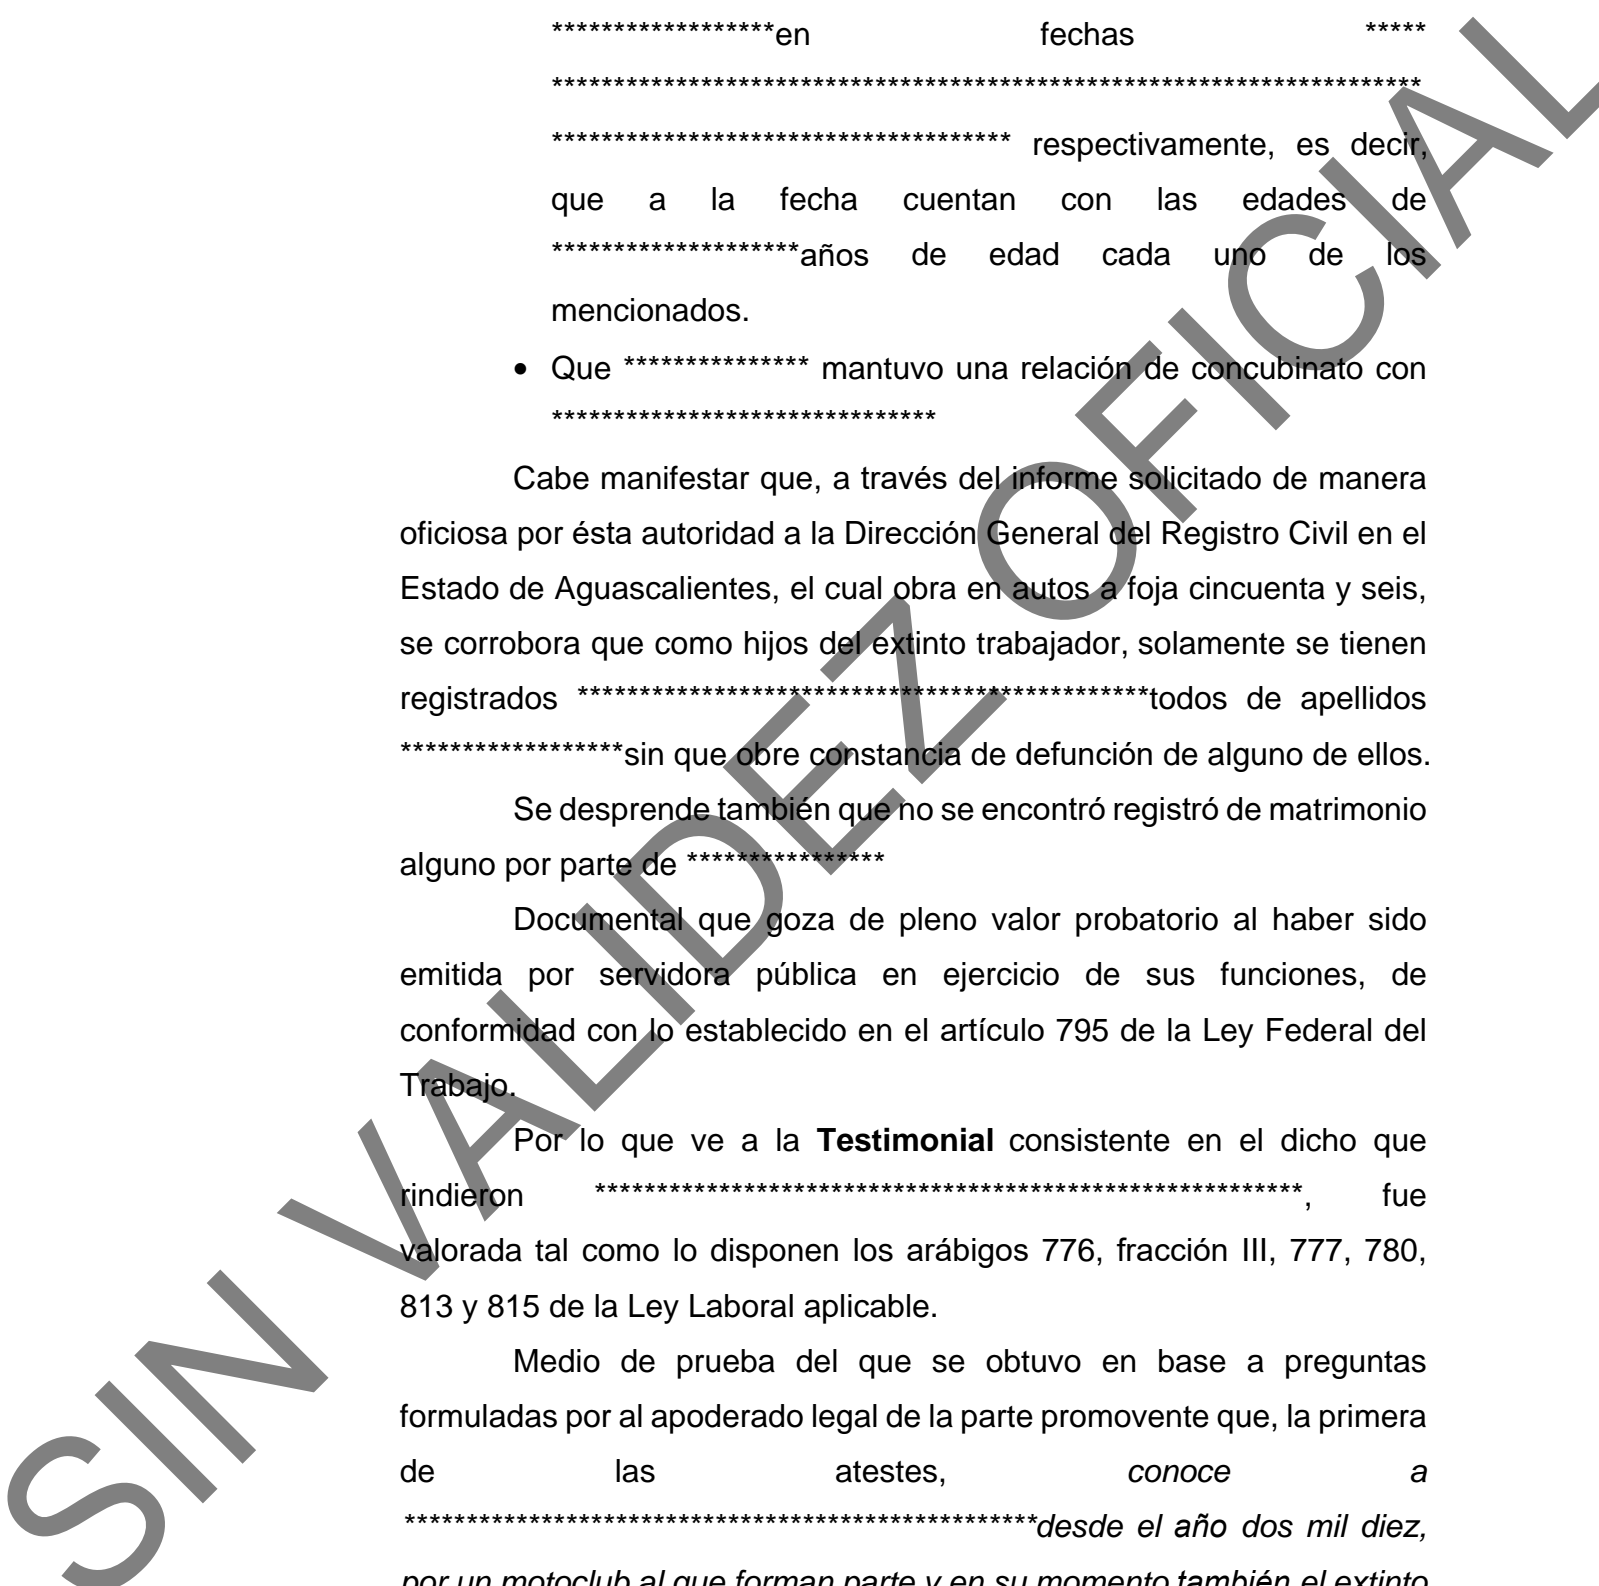 ******************en fechas *****
**********************************************************************
************************************* respectivamente, es decir,
que a la fecha cuentan con las edades de
********************años de edad cada uno de los
mencionados.
• Que *************** mantuvo una relación de concubinato con
*******************************
Cabe manifestar que, a través del informe solicitado de manera
oficiosa por ésta autoridad a la Dirección General del Registro Civil en el
Estado de Aguascalientes, el cual obra en autos a foja cincuenta y seis,
se corrobora que como hijos del extinto trabajador, solamente se tienen
registrados **********************************************todos de apellidos
******************sin que obre constancia de defunción de alguno de ellos.
Se desprende también que no se encontró registró de matrimonio
alguno por parte de ****************
Documental que goza de pleno valor probatorio al haber sido
emitida por servidora pública en ejercicio de sus funciones, de
conformidad con lo establecido en el artículo 795 de la Ley Federal del
Trabajo.
Por lo que ve a la Testimonial consistente en el dicho que
rindieron *********************************************************, fue
valorada tal como lo disponen los arábigos 776, fracción III, 777, 780,
813 y 815 de la Ley Laboral aplicable.
Medio de prueba del que se obtuvo en base a preguntas
formuladas por al apoderado legal de la parte promovente que, la primera
de las atestes, conoce a
***************************************************desde el año dos mil diez,
por un motoclub al que forman parte y en su momento también el extinto
SIN VALIDEZ OFICIAL